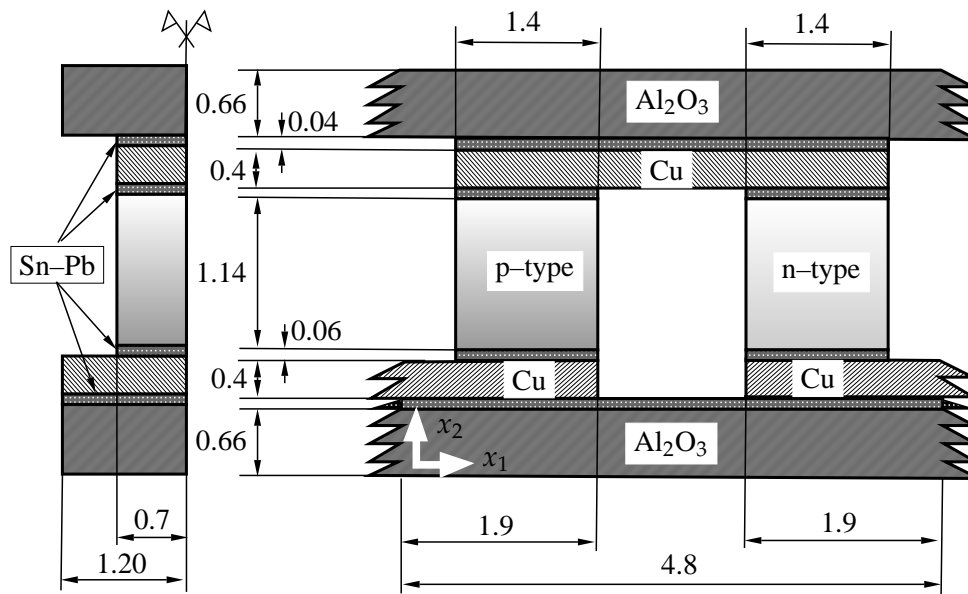 1.4
1.4
0.66
Al2O3
0.04
0.4
Cu
Sn–Pb
1.14
p–type
n–type
0.06
0.4
Cu
Cu
x2
0.66
x1
Al2O3
0.7
1.9
1.9
1.20
4.8